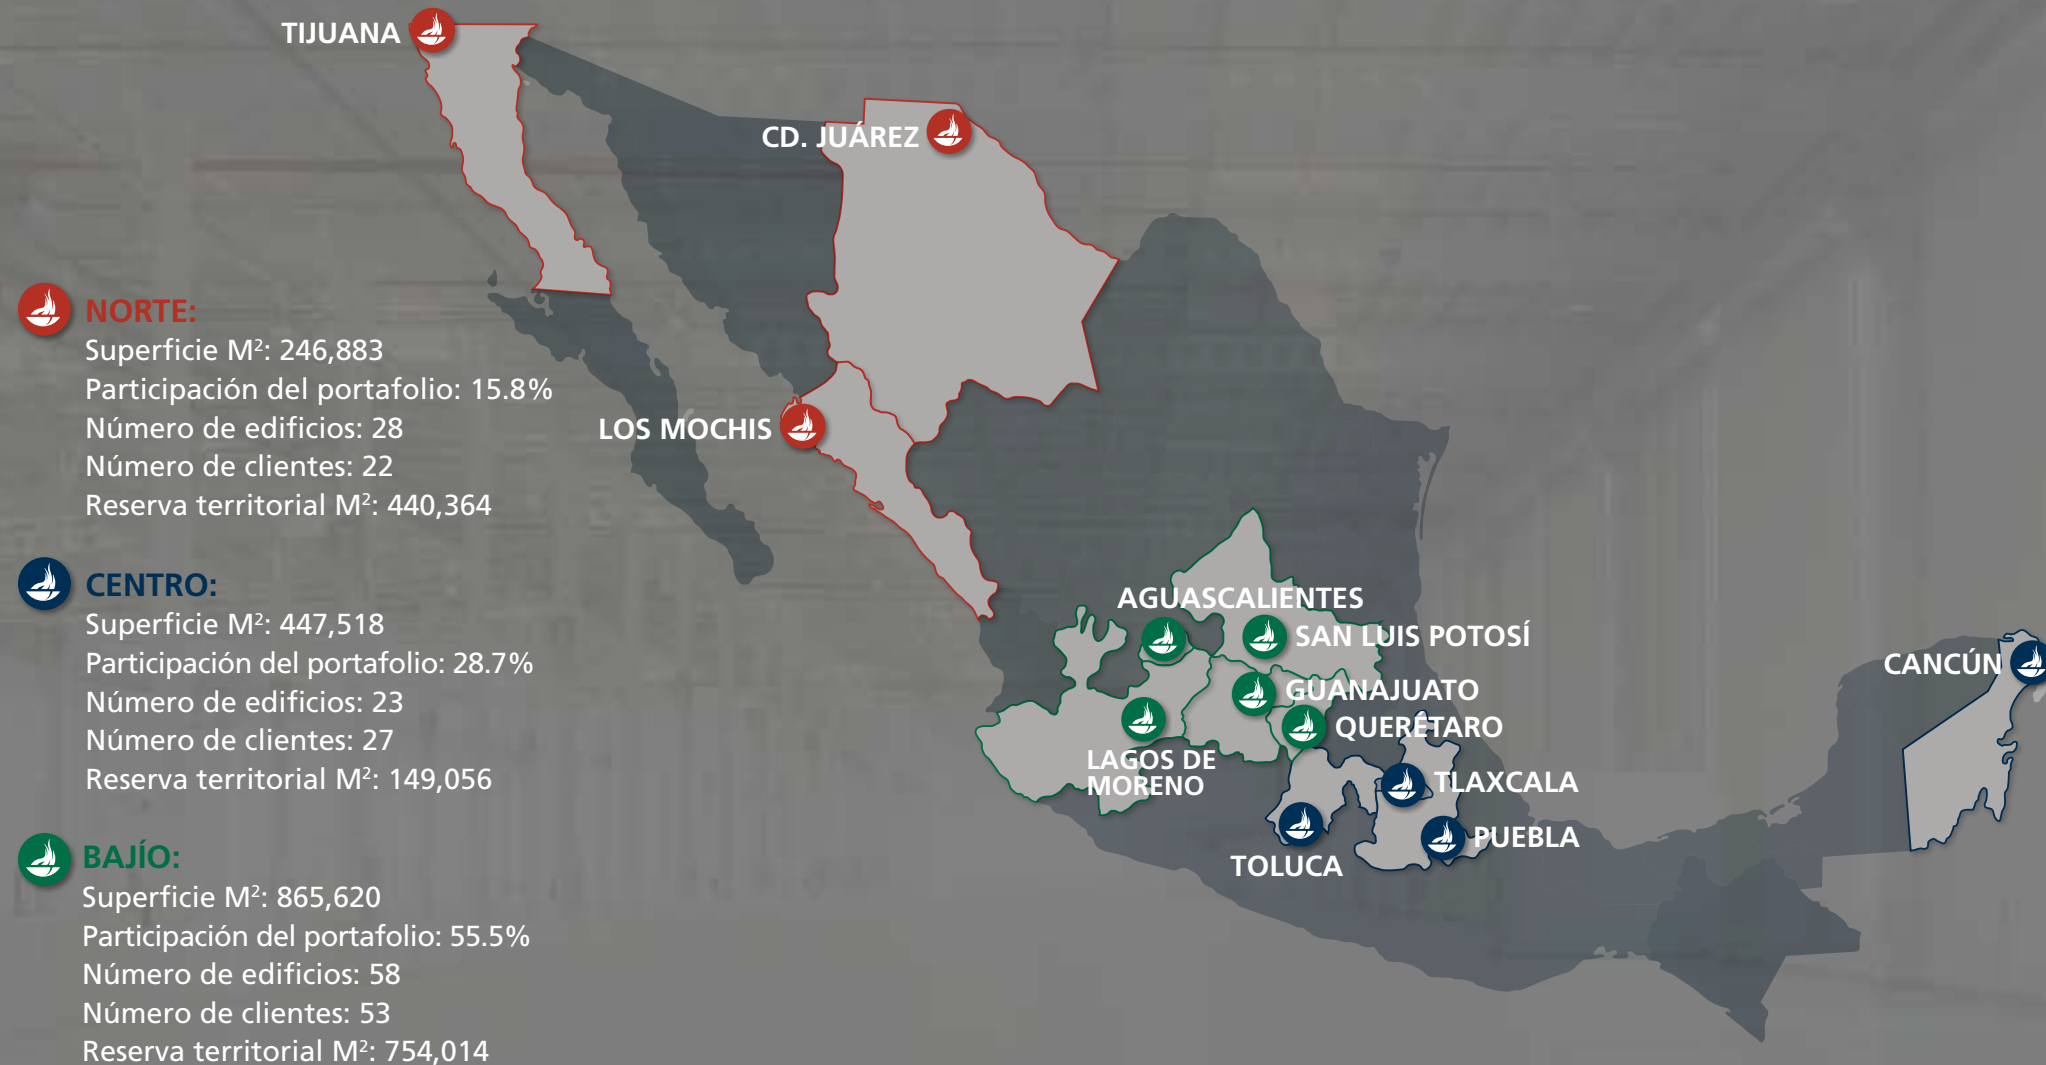 TIJUANA
CD. JUÁREZ
LOS MOCHIS
NORTE:
Superficie M²: 246,883
Participación del portafolio: 15.8%
Número de edificios: 28
Número de clientes: 22
Reserva territorial M²: 440,364
CENTRO:
Superficie M²: 447,518
Participación del portafolio: 28.7%
Número de edificios: 23
Número de clientes: 27
Reserva territorial M²: 149,056
BAJÍO:
Superficie M²: 865,620
Participación del portafolio: 55.5%
Número de edificios: 58
Número de clientes: 53
Reserva territorial M²: 754,014
AGUASCALIENTES
SAN LUIS POTOSÍ
GUANAJUATO
QUERÉTARO
LAGOS DE
MORENO
TLAXCALA
PUEBLA
TOLUCA
CANCÚN